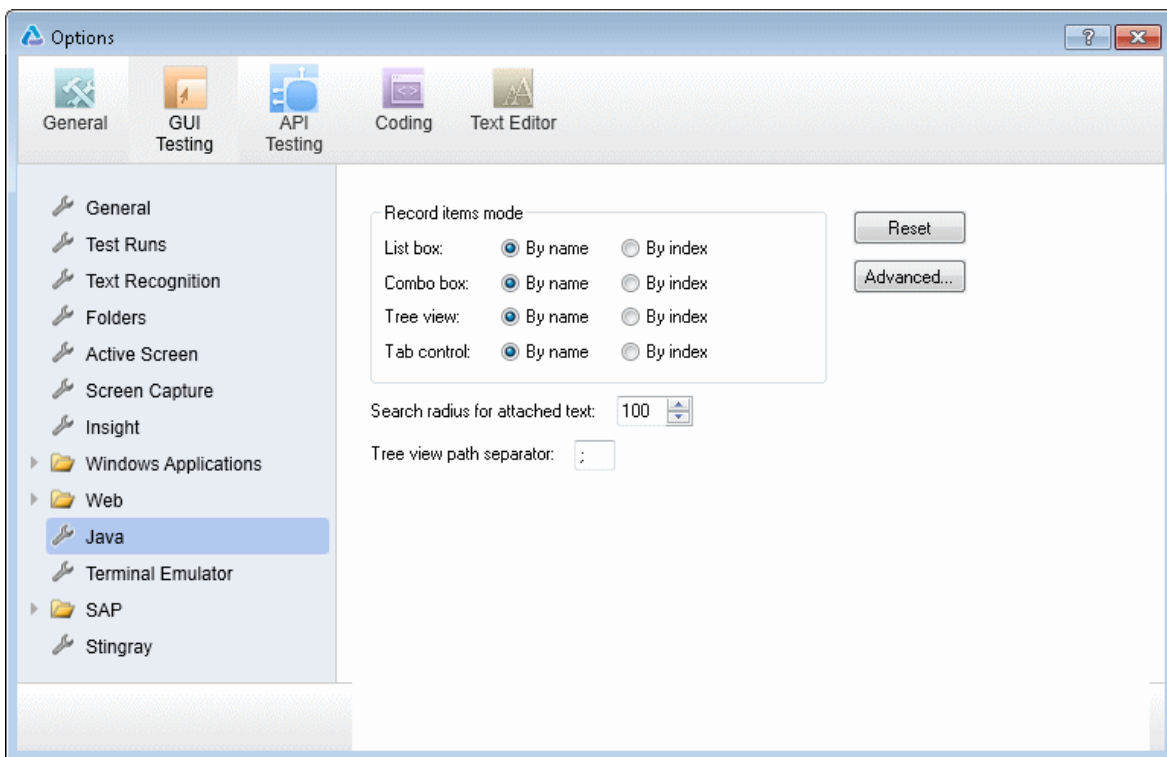 Options
?
General
GUI
Testing
API
Testing
Coding
Text Editor
General
Test Runs
Text Recognition
Folders
Active Screen
Screen Capture
Insight
Windows Applications
Web
Java
Terminal Emulator
SAP
Stingray
Record items mode
List box: By name By index
Combo box: By name By index
Tree view: By name By index
Tab control: By name By index
Search radius for attached text: 100
Tree view path separator: ;
Reset
Advanced...